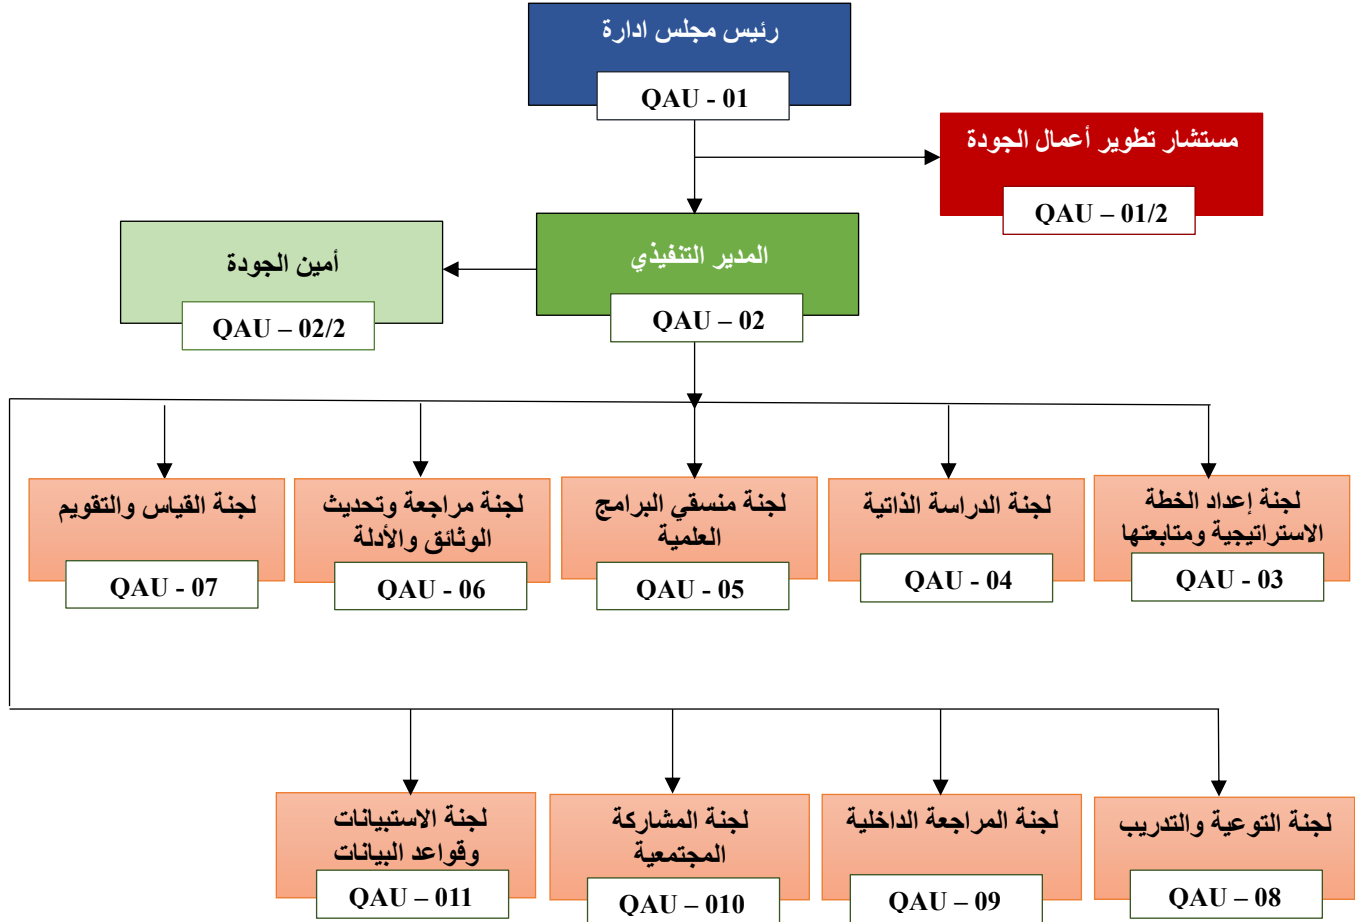 رئيس مجلس ادارة
QAU - 01
مستشار تطوير أعمال الجودة
QAU – 01/2
المدير التنفيذي
QAU – 02
أمين الجودة
QAU – 02/2
لجنة إعداد الخطة
الاستراتيجية ومتابعتها
QAU - 03
لجنة الدراسة الذاتية
QAU - 04
لجنة منسقي البرامج
العلمية
QAU - 05
لجنة مراجعة وتحديث
الوثائق والأدلة
QAU - 06
لجنة القياس والتقويم
QAU - 07
لجنة التوعية والتدريب
QAU – 08
لجنة المراجعة الداخلية
QAU – 09
لجنة المشاركة
المجتمعية
QAU – 010
لجنة الاستبيانات
وقواعد البيانات
QAU – 011